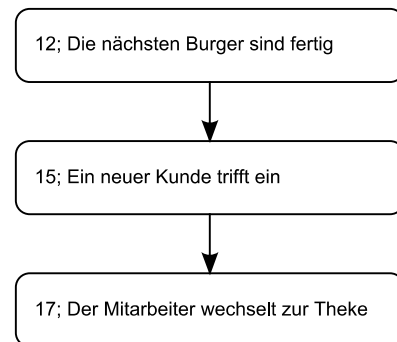 12; Die nächsten Burger sind fertig
15; Ein neuer Kunde trifft ein
17; Der Mitarbeiter wechselt zur Theke